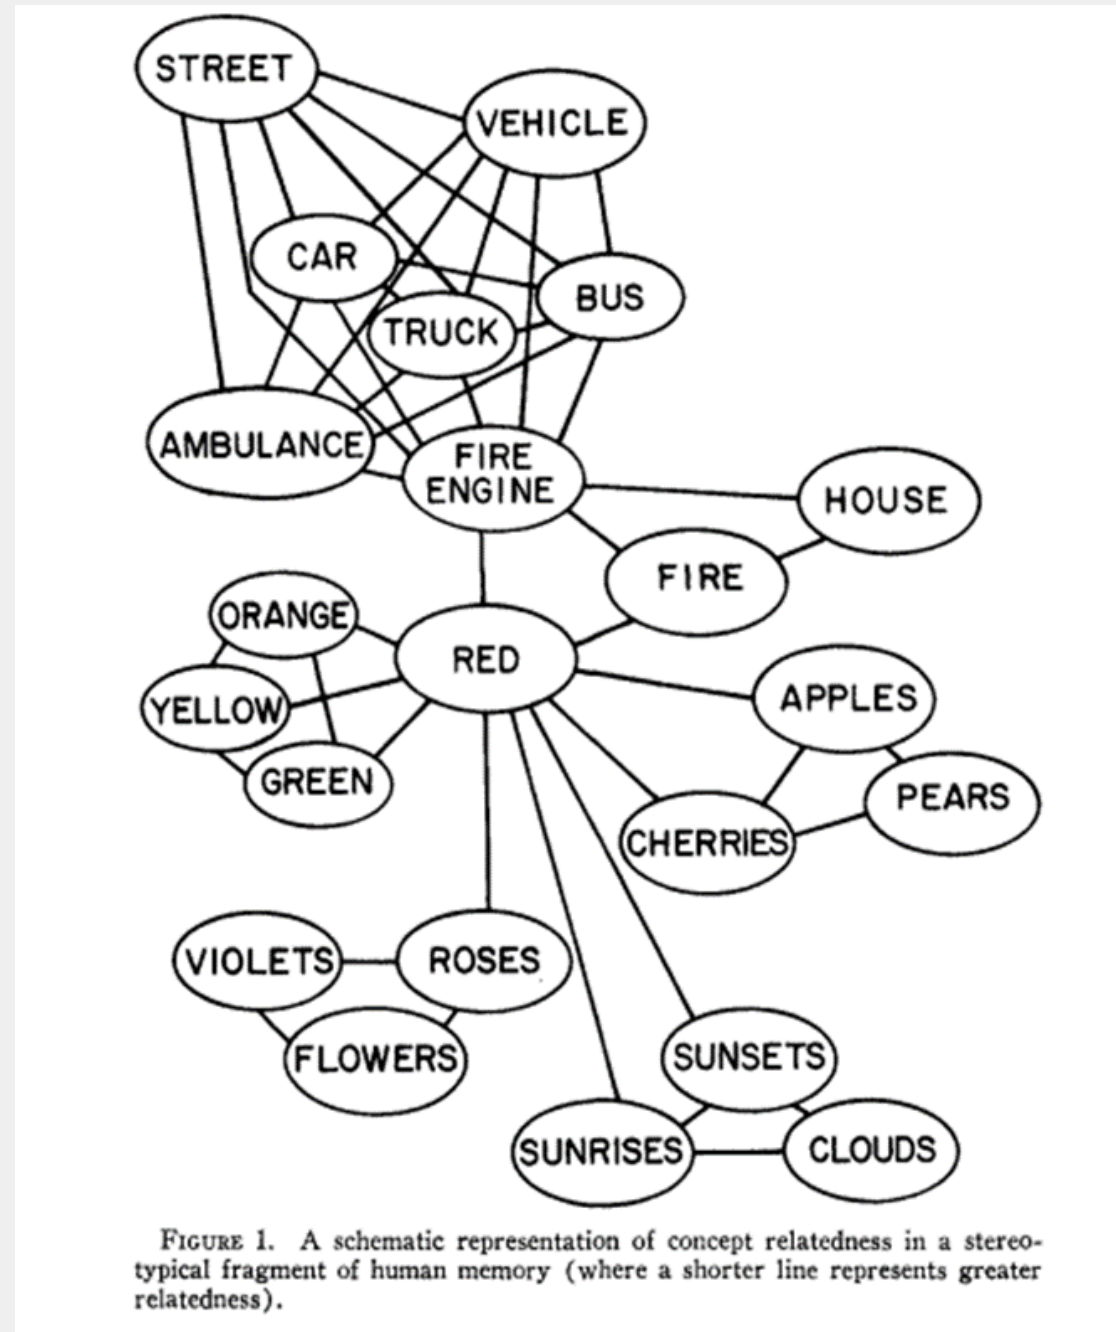 STREET
VEHICLE
CAR
BUS
TRUCK
AMBULANCE
FIRE
ENGINE
HOUSE
FIRE
ORANGE
RED
YELLOW
APPLES
GREEN
PEARS
CHERRIES
VIOLETS
ROSES
FLOWERS
SUNSETS
SUNRISES
CLOUDS
FIGURE 1. A schematic representation of concept relatedness in a stereo-
typical fragment of human memory (where a shorter line represents greater
relatedness).